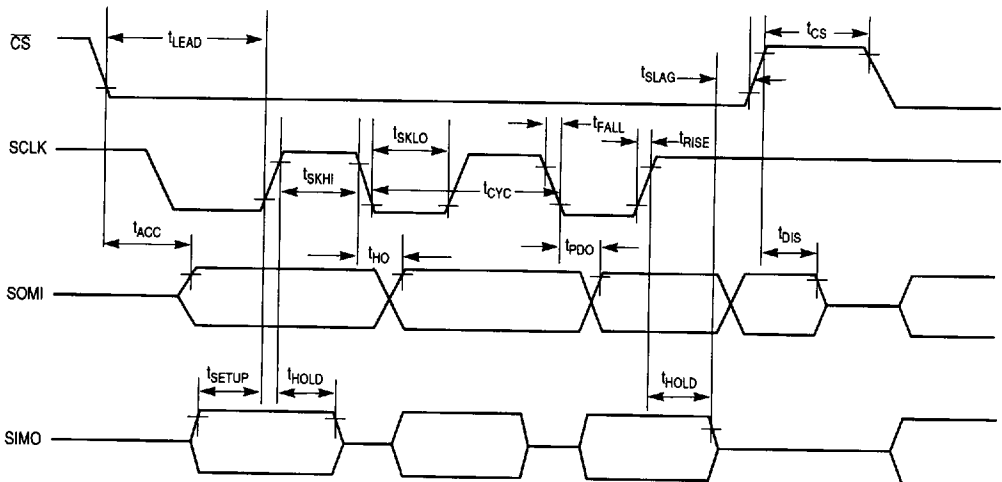 CS
tLEAD
tCS
tSLAG
SCLK
tSKLO
tFALL
tRISE
tSKHI
tCYC
tACC
tHO
tPDO
tDIS
SOMI
tSETUP
tHOLD
tHOLD
SIMO